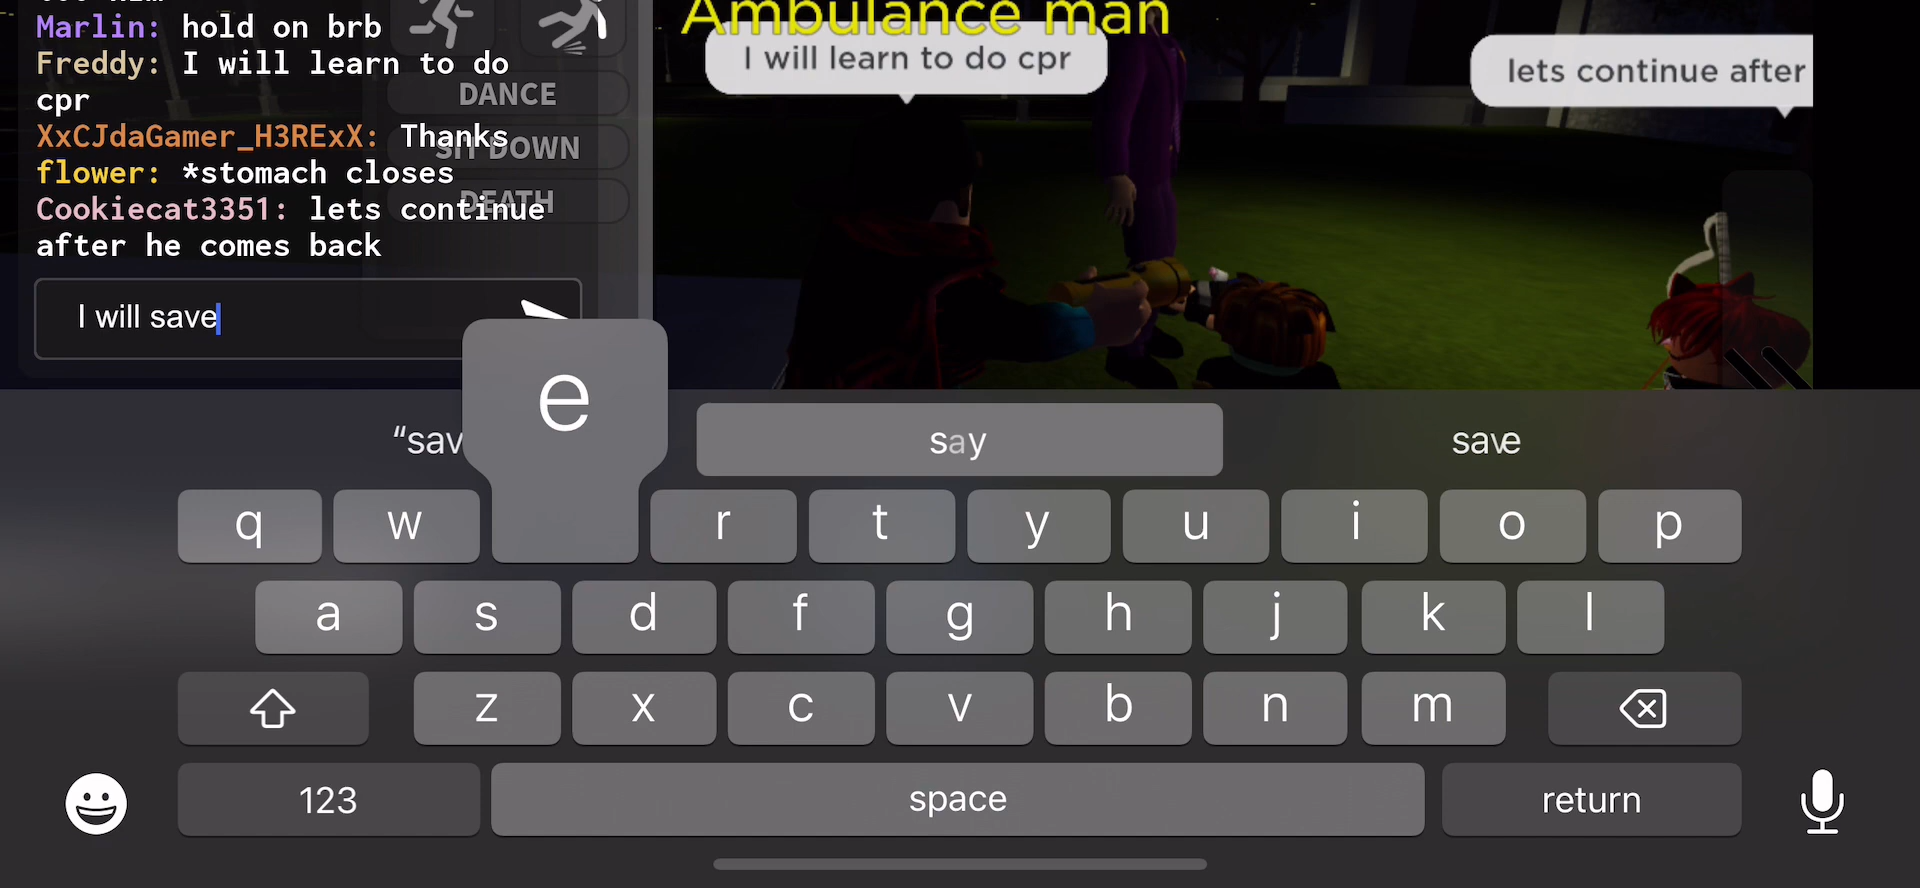 Marlin: hold on brb
Freddy: I will learn to do
cpr
XxCJdaGamer_H3RExX: Thanks
flower: *stomach closes
Cookiecat3351: lets continue
after he comes back
DANCE
SIT DOWN
DEATH
Ambulance man
I will learn to do cpr
lets continue after
I will save
e
“sav
say
save
q w r t y u i o p
a s d f g h j k l
z x c v b n m
123 space return